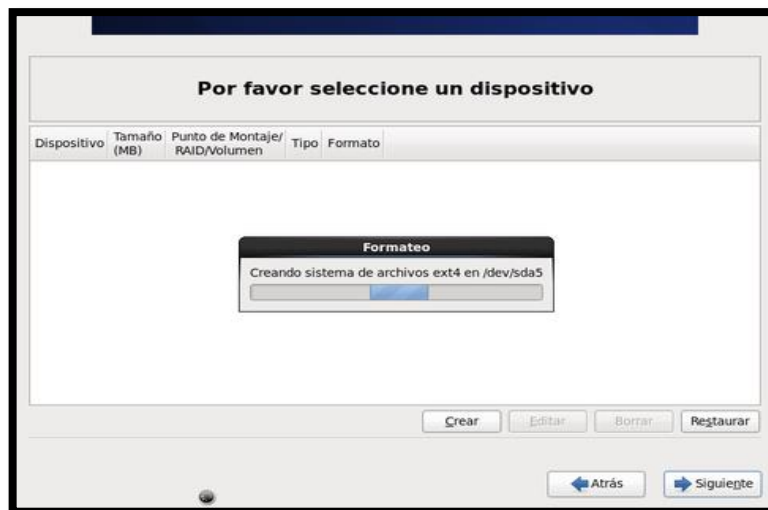 Por favor seleccione un dispositivo
Dispositivo Tamaño (MB) Punto de Montaje/ RAID/Volumen Tipo Formato
Formateo
Creando sistema de archivos ext4 en /dev/sda5
Crear Editar Borrar Restaurar
Atrás Siguiente